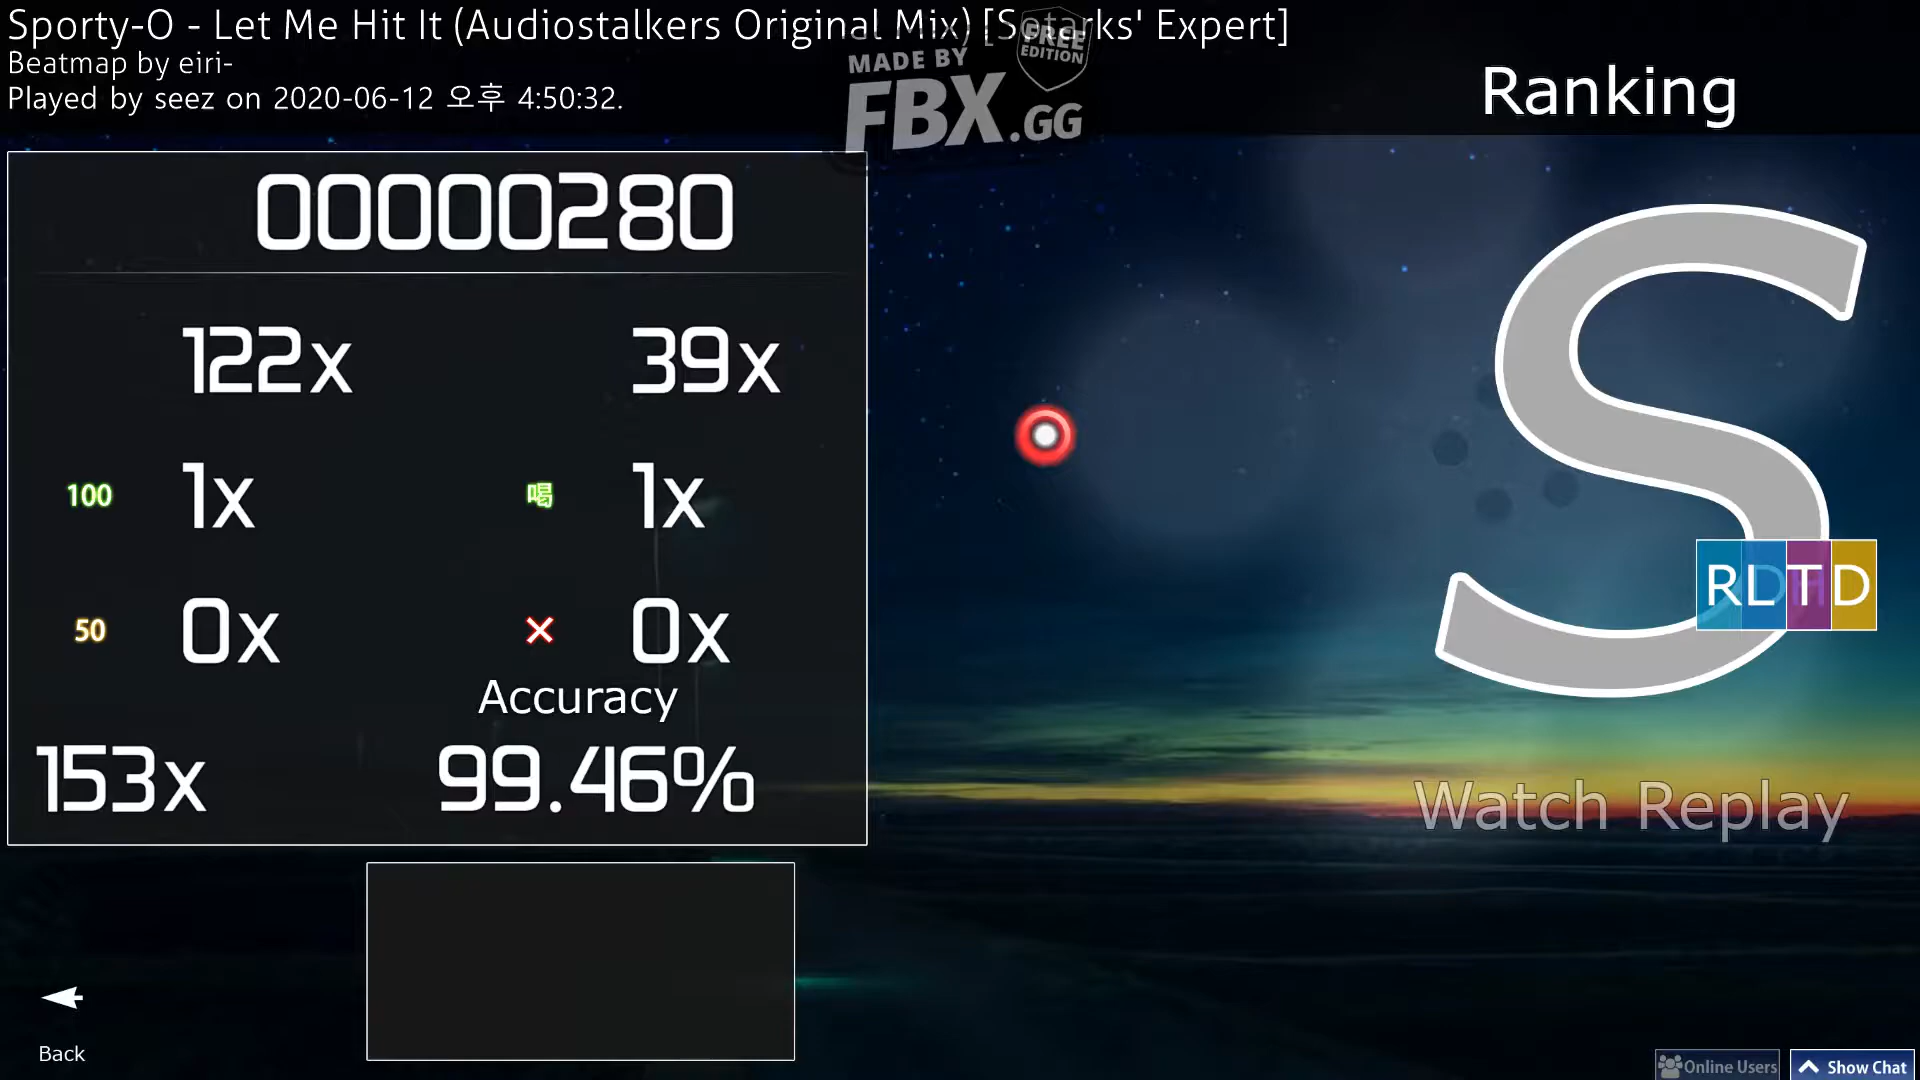 Sporty-O - Let Me Hit It (Audiostalkers Original Mix) [Sotarks' Expert]
Beatmap by eiri-
Played by seez on 2020-06-12 오후 4:50:32.
MADE BY
FBX.GG
FREE
EDITION
Ranking
00000280
122x 39x
100 1x 喝 1x
50 0x 0x
Accuracy
153x 99.46%
S
RLTD
Watch Replay
Back
Online Users
Show Chat